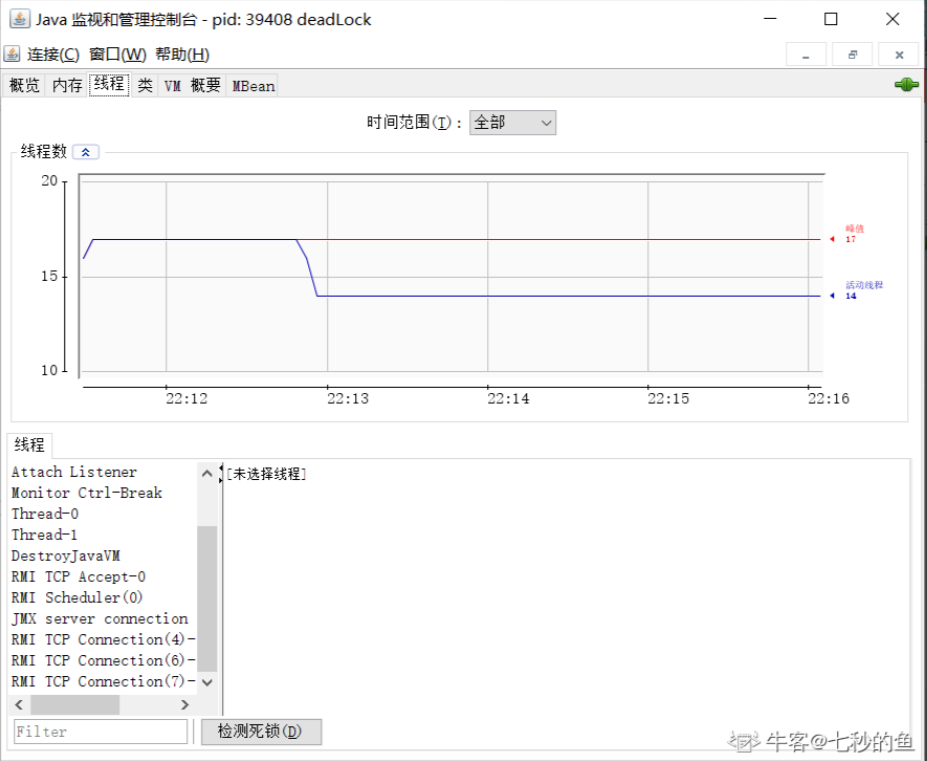 Java 监视和管理控制台 - pid: 39408 deadLock
连接(C) 窗口(W) 帮助(H)
概览 内存 线程 类 VM 概要 MBean
时间范围(T): 全部
线程数
20
峰值
17
15
活动线程
14
10
22:12 22:13 22:14 22:15 22:16
线程
Attach Listener
[未选择线程]
Monitor Ctrl-Break
Thread-0
Thread-1
DestroyJavaVM
RMI TCP Accept-0
RMI Scheduler(0)
JMX server connection
RMI TCP Connection(4)-
RMI TCP Connection(6)-
RMI TCP Connection(7)-
Filter 检测死锁(D)
牛客@七秒的鱼